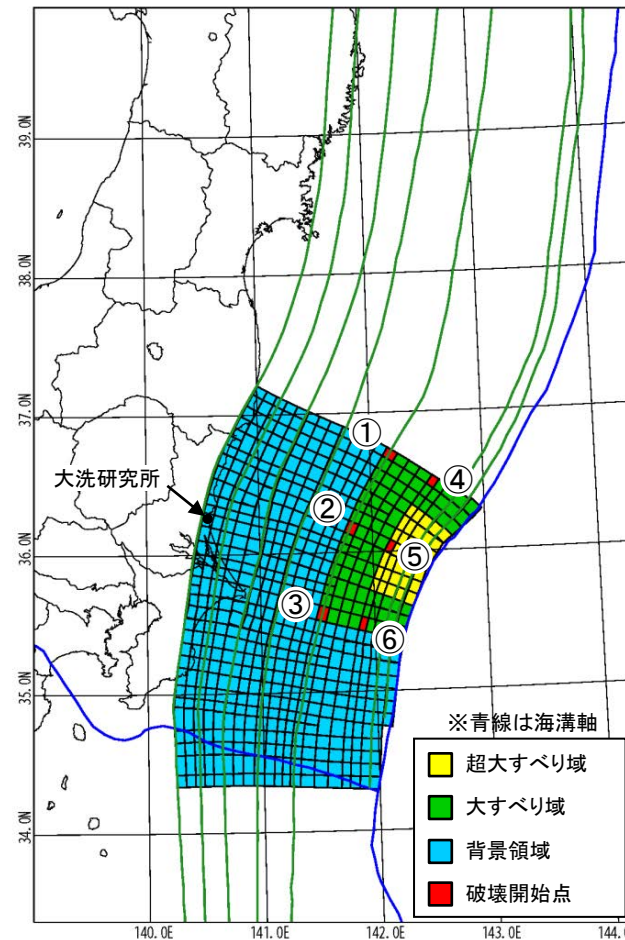 39.0N
38.0N
37.0N
①
④
大洗研究所
②
36.0N
⑤
③
⑥
35.0N
※青線は海溝軸
超大すべり域
大すべり域
34.0N
背景領域
破壊開始点
140.0E
141.0E
142.0E
143.0E
144.0